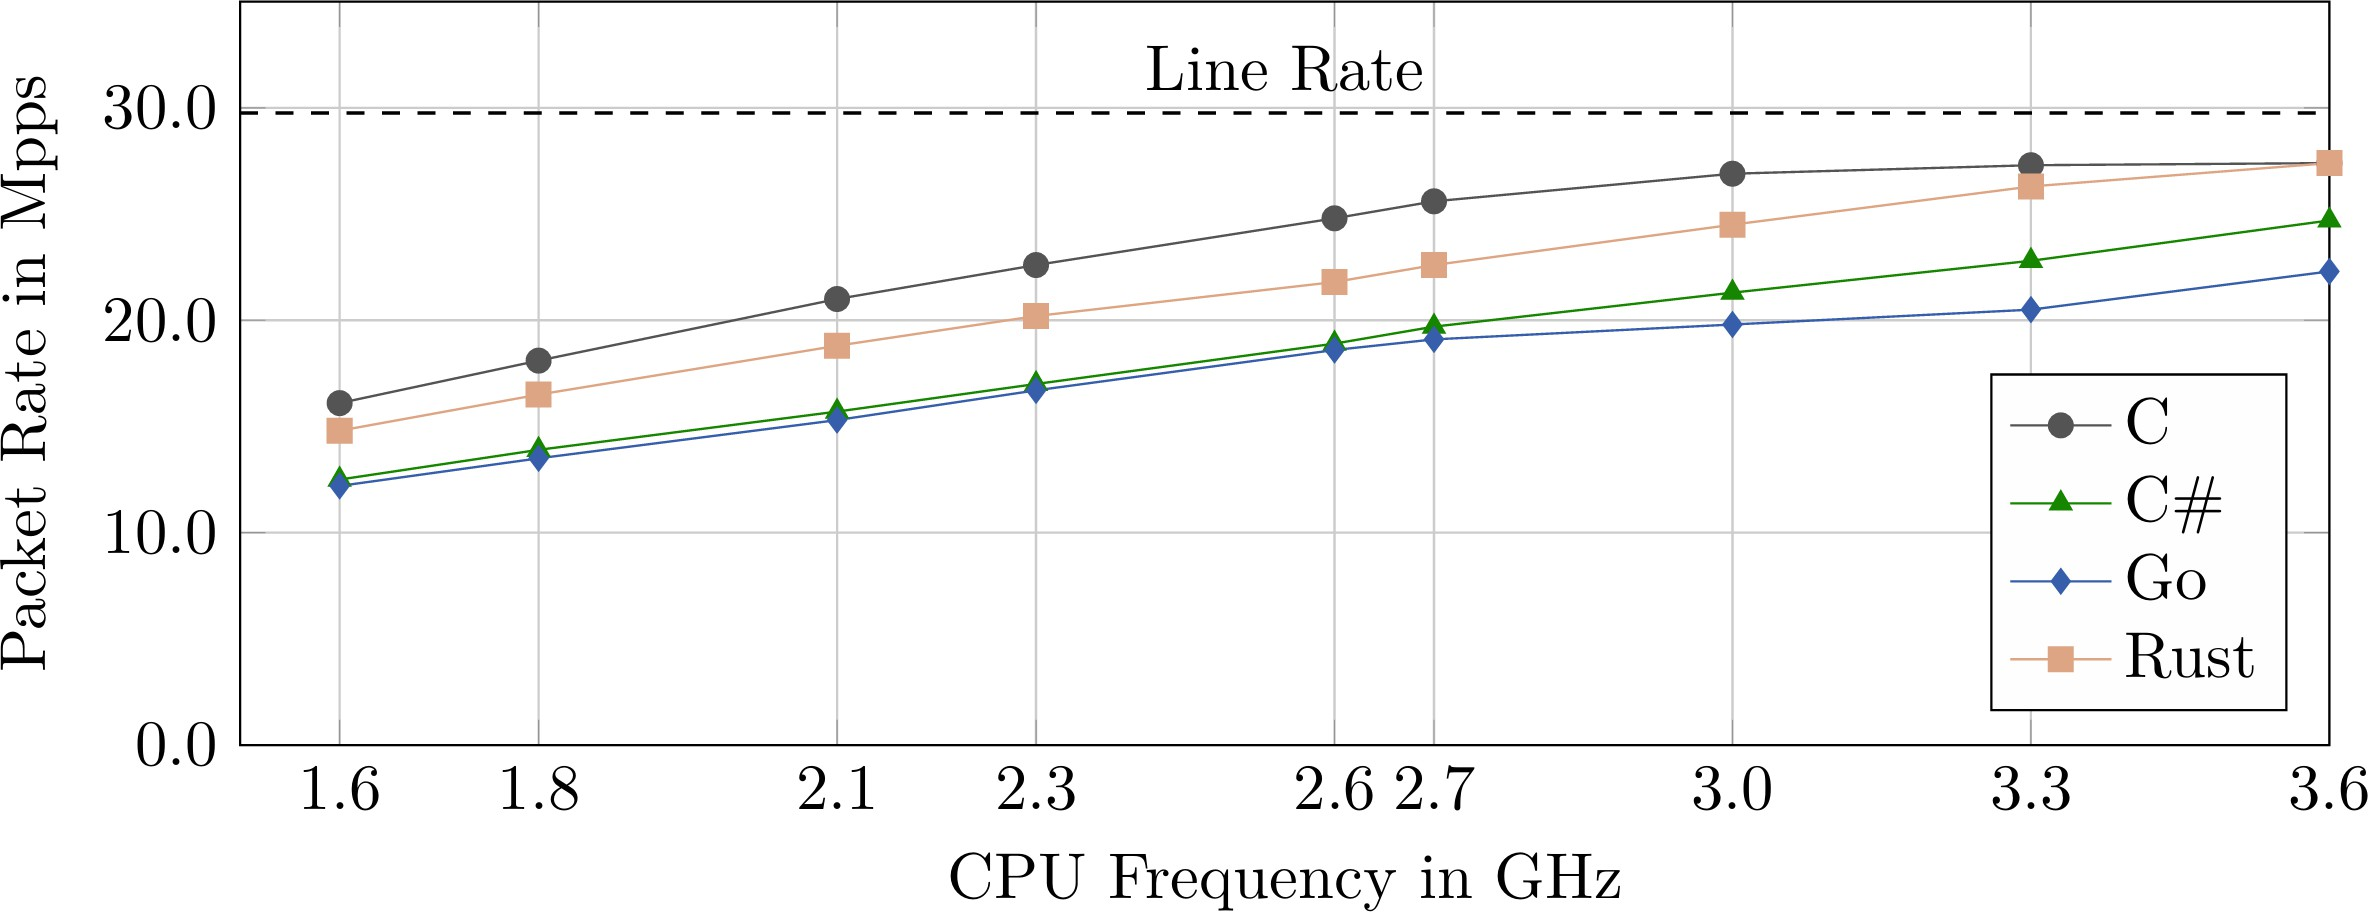 Line Rate
Packet Rate in Mpps
30.0
20.0
10.0
0.0
C
C#
Go
Rust
1.6 1.8 2.1 2.3 2.6 2.7 3.0 3.3 3.6
CPU Frequency in GHz